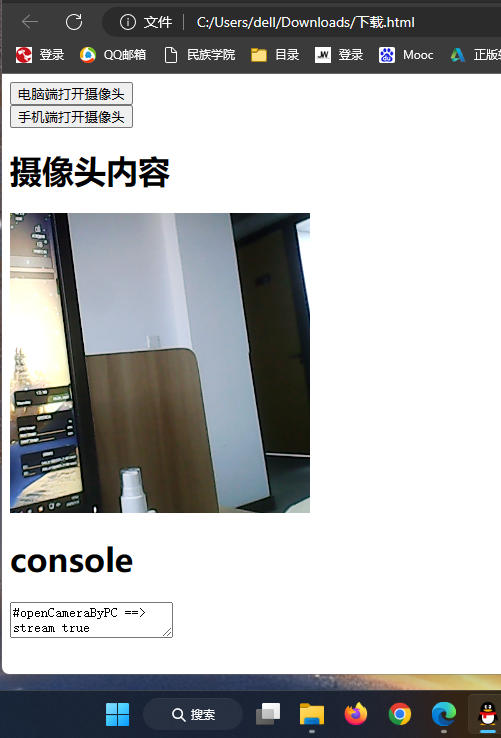 文件 C:/Users/dell/Downloads/下载.html
登录 QQ邮箱 民族学院 目录 JW 登录 Mooc 正版软
电脑端打开摄像头
手机端打开摄像头
摄像头内容
console
#openCameraByPC ==>
stream true
搜索